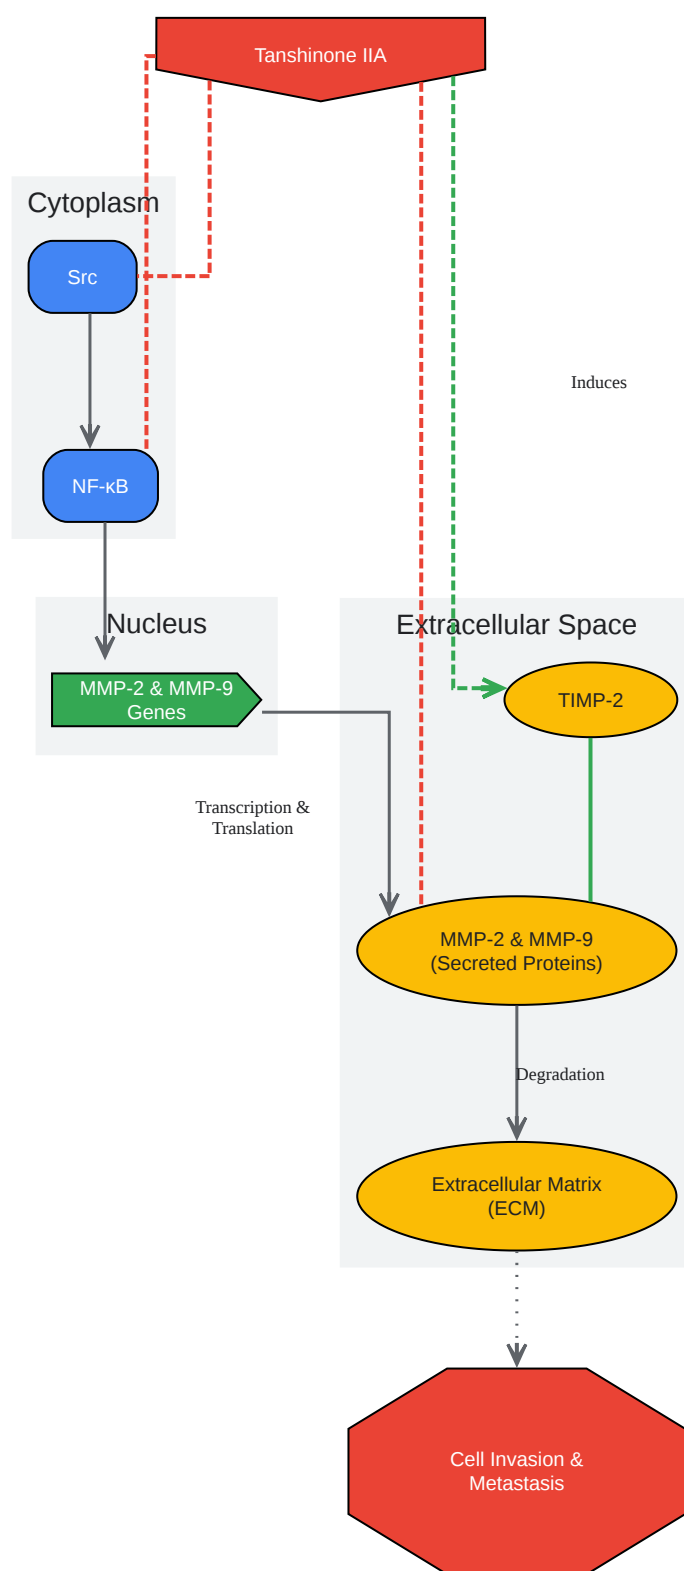 Tanshinone IIA
Cytoplasm
Src
Induces
NF-κB
Nucleus
Extracellular Space
MMP-2 & MMP-9
Genes
TIMP-2
Transcription &
Translation
MMP-2 & MMP-9
(Secreted Proteins)
Degradation
Extracellular Matrix
(ECM)
Cell Invasion &
Metastasis